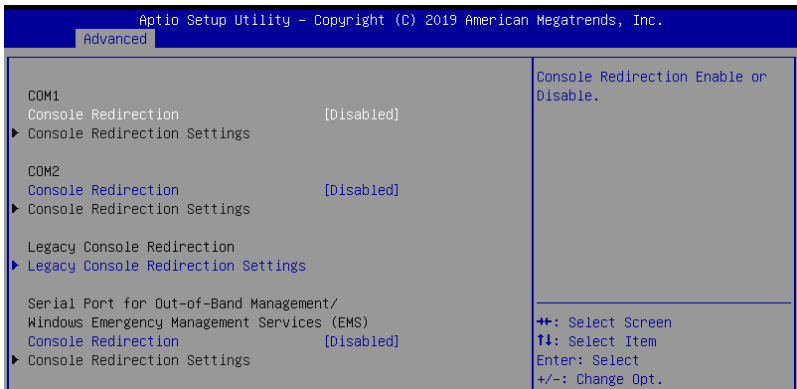 Aptio Setup Utility – Copyright (C) 2019 American Megatrends, Inc.
Advanced
COM1
Console Redirection [Disabled]
Console Redirection Settings
COM2
Console Redirection [Disabled]
Console Redirection Settings
Legacy Console Redirection
Legacy Console Redirection Settings
Serial Port for Out-of-Band Management/
Windows Emergency Management Services (EMS)
Console Redirection [Disabled]
Console Redirection Settings
Console Redirection Enable or
Disable.
→←: Select Screen
↑↓: Select Item
Enter: Select
+/-: Change Opt.